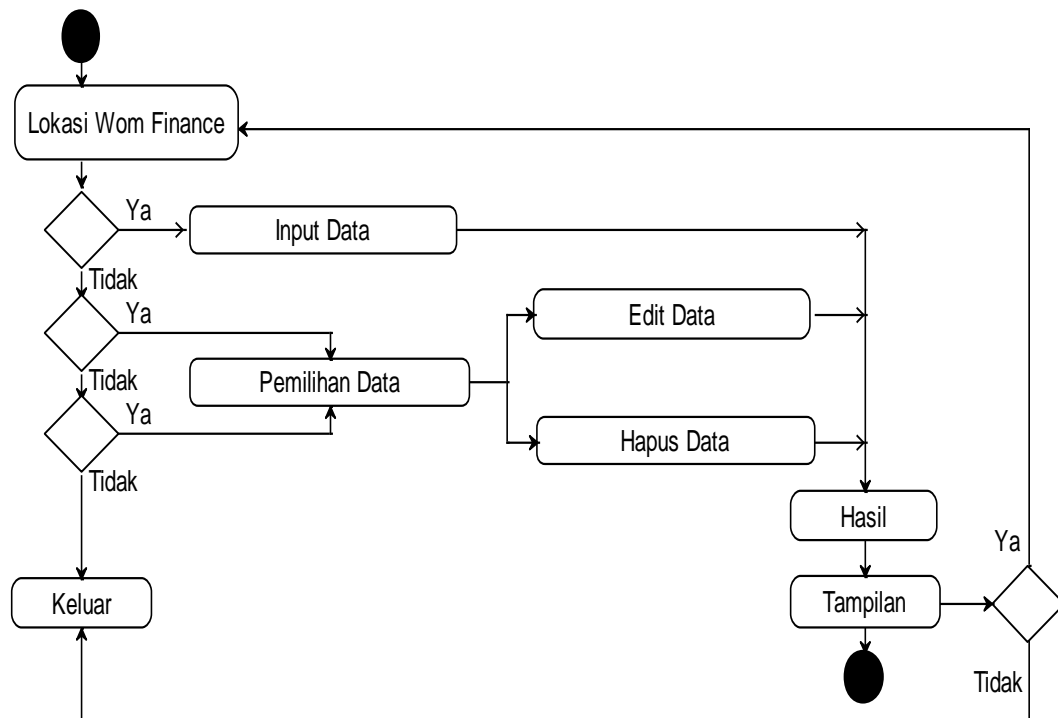 Lokasi Wom Finance
Ya
Input Data
Tidak
Ya
Edit Data
Tidak
Pemilihan Data
Ya
Hapus Data
Tidak
Hasil
Ya
Keluar
Tampilan
Tidak